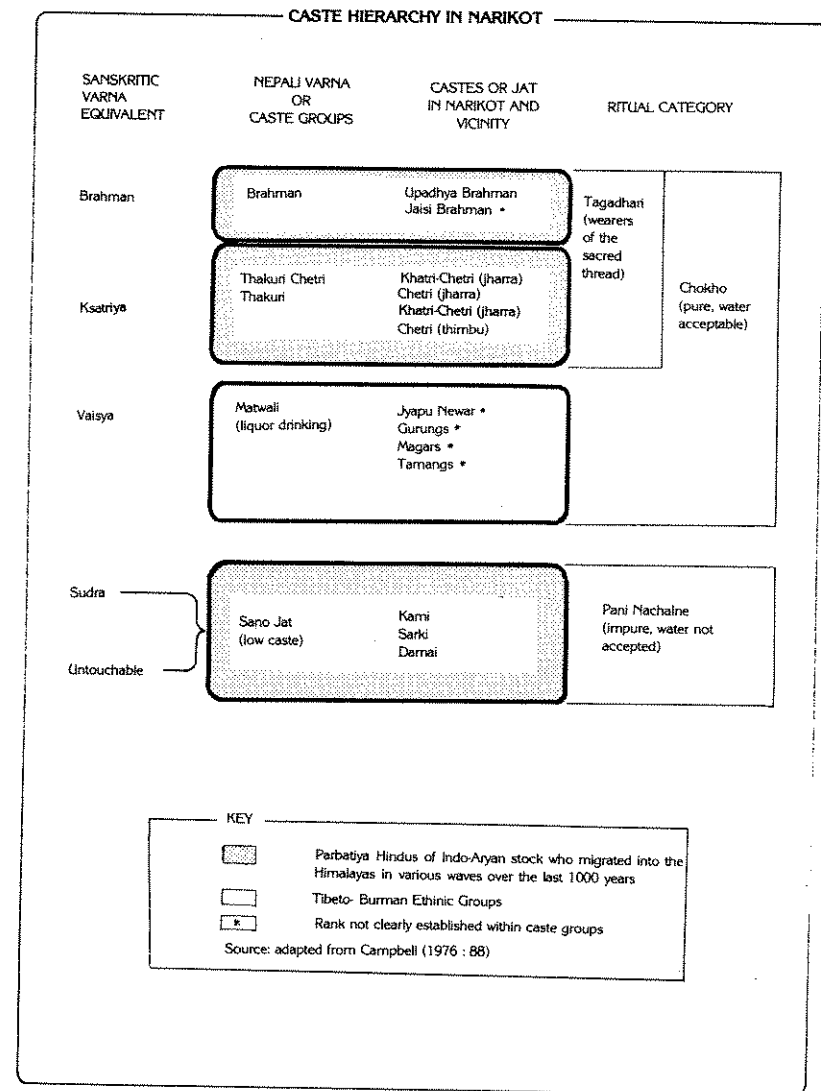 CASTE HIERARCHY IN NARIKOT
SANSKRITIC
VARNA
EQUIVALENT
NEPALI VARNA
OR
CASTE GROUPS
CASTES OR JAT
IN NARIKOT AND
VICINITY
RITUAL CATEGORY
Brahman
Brahman
Upadhya Brahman
Jaisi Brahman *
Tagadhari
(wearers
of the
sacred
thread)
Ksatriya
Thakuri Chetri
Thakuri
Khatri-Chetri (jharra)
Chetri (jharra)
Khatri-Chetri (jharra)
Chetri (thimbu)
Chokho
(pure, water
acceptable)
Vaisya
Matwali
(liquor drinking)
Jyapu Newar *
Gurungs *
Magars *
Tamangs *
Sudra
Untouchable
Sano Jat
(low caste)
Kami
Sarki
Damai
Pani Nachalne
(impure, water not
accepted)
KEY
Parbatiya Hindus of Indo-Aryan stock who migrated into the
Himalayas in various waves over the last 1000 years
Tibeto- Burman Ethinic Groups
* Rank not clearly established within caste groups
Source: adapted from Campbell (1976 : 88)